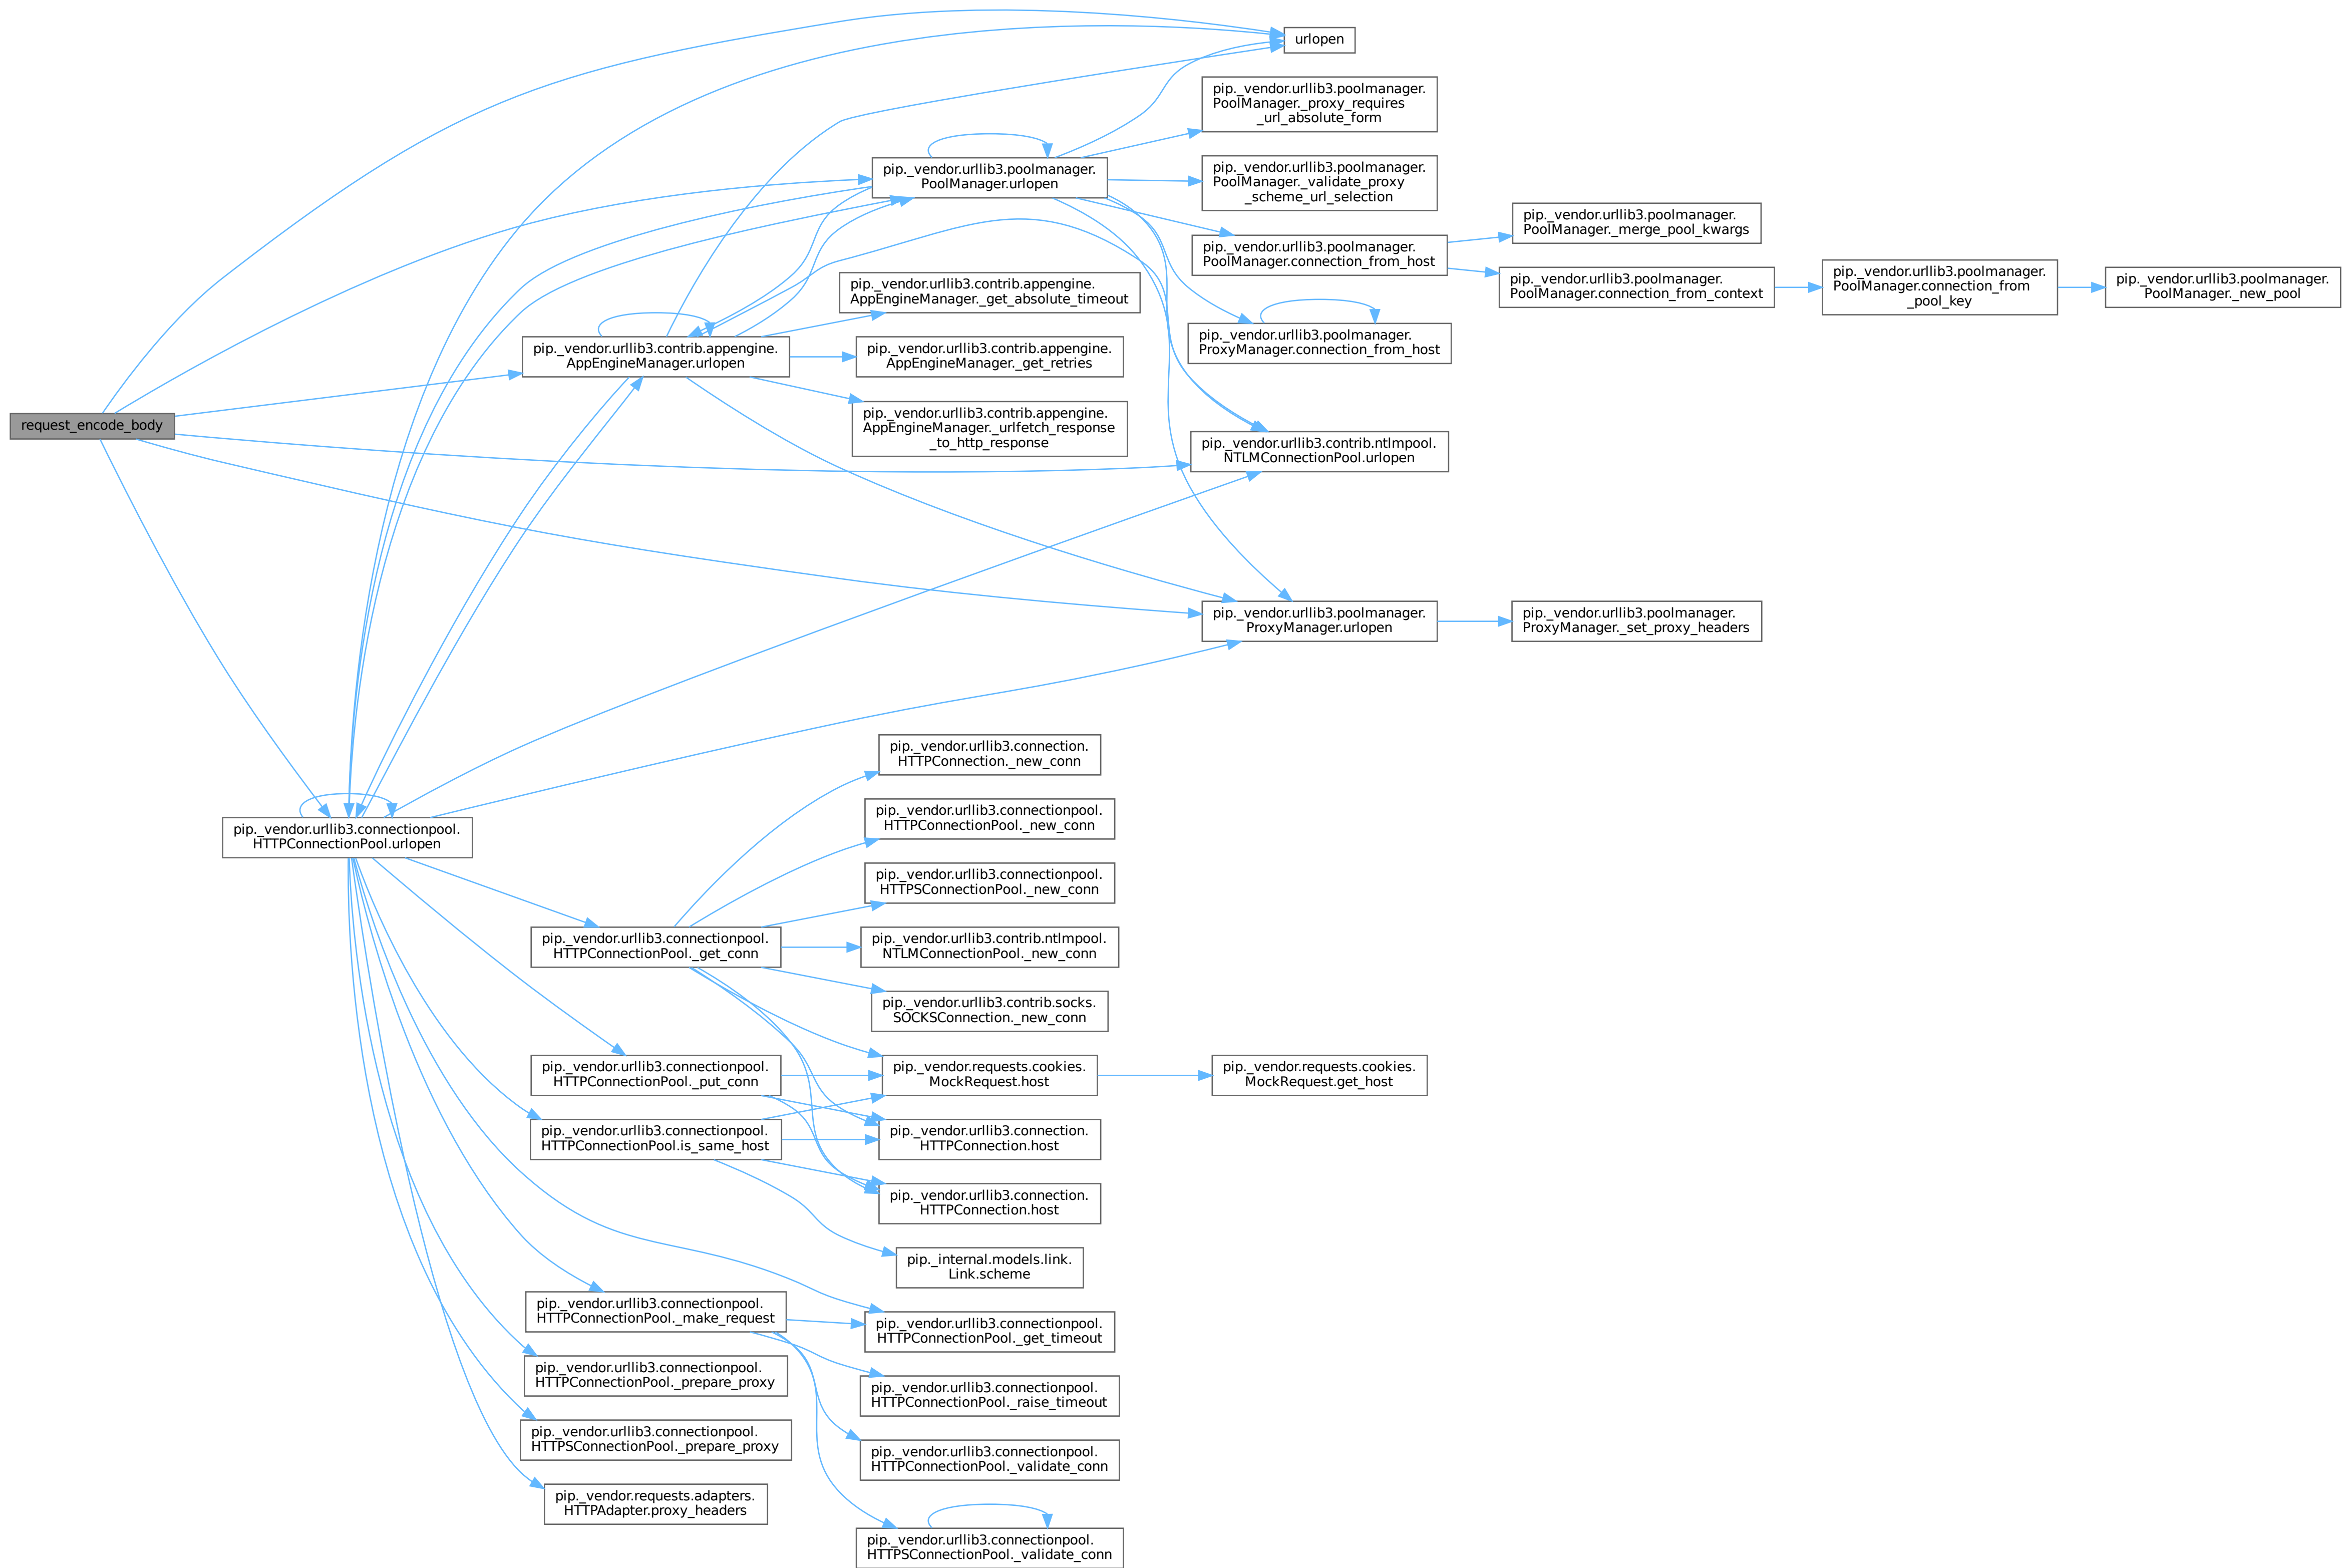 request_encode_body
urlopen
pip._vendor.urllib3.poolmanager.
PoolManager._proxy_requires
_url_absolute_form
pip._vendor.urllib3.poolmanager.
PoolManager.urlopen
pip._vendor.urllib3.poolmanager.
PoolManager._validate_proxy
_scheme_url_selection
pip._vendor.urllib3.poolmanager.
PoolManager.connection_from_host
pip._vendor.urllib3.poolmanager.
PoolManager._merge_pool_kwargs
pip._vendor.urllib3.poolmanager.
PoolManager.connection_from_context
pip._vendor.urllib3.poolmanager.
PoolManager.connection_from
_pool_key
pip._vendor.urllib3.poolmanager.
PoolManager._new_pool
pip._vendor.urllib3.poolmanager.
ProxyManager.connection_from_host
pip._vendor.urllib3.contrib.appengine.
AppEngineManager.urlopen
pip._vendor.urllib3.contrib.appengine.
AppEngineManager._get_absolute_timeout
pip._vendor.urllib3.contrib.appengine.
AppEngineManager._get_retries
pip._vendor.urllib3.contrib.appengine.
AppEngineManager._urlfetch_response
_to_http_response
pip._vendor.urllib3.contrib.ntlmpool.
NTLMConnectionPool.urlopen
pip._vendor.urllib3.poolmanager.
ProxyManager.urlopen
pip._vendor.urllib3.poolmanager.
ProxyManager._set_proxy_headers
pip._vendor.urllib3.connectionpool.
HTTPConnectionPool.urlopen
pip._vendor.urllib3.connection.
HTTPConnection._new_conn
pip._vendor.urllib3.connectionpool.
HTTPConnectionPool._new_conn
pip._vendor.urllib3.connectionpool.
HTTPSConnectionPool._new_conn
pip._vendor.urllib3.connectionpool.
HTTPConnectionPool._get_conn
pip._vendor.urllib3.contrib.ntlmpool.
NTLMConnectionPool._new_conn
pip._vendor.urllib3.contrib.socks.
SOCKSConnection._new_conn
pip._vendor.urllib3.connectionpool.
HTTPConnectionPool._put_conn
pip._vendor.requests.cookies.
MockRequest.host
pip._vendor.requests.cookies.
MockRequest.get_host
pip._vendor.urllib3.connectionpool.
HTTPConnectionPool.is_same_host
pip._vendor.urllib3.connection.
HTTPConnection.host
pip._vendor.urllib3.connection.
HTTPConnection.host
pip._internal.models.link.
Link.scheme
pip._vendor.urllib3.connectionpool.
HTTPConnectionPool._make_request
pip._vendor.urllib3.connectionpool.
HTTPConnectionPool._get_timeout
pip._vendor.urllib3.connectionpool.
HTTPConnectionPool._prepare_proxy
pip._vendor.urllib3.connectionpool.
HTTPConnectionPool._raise_timeout
pip._vendor.urllib3.connectionpool.
HTTPSConnectionPool._prepare_proxy
pip._vendor.urllib3.connectionpool.
HTTPConnectionPool._validate_conn
pip._vendor.requests.adapters.
HTTPAdapter.proxy_headers
pip._vendor.urllib3.connectionpool.
HTTPSConnectionPool._validate_conn